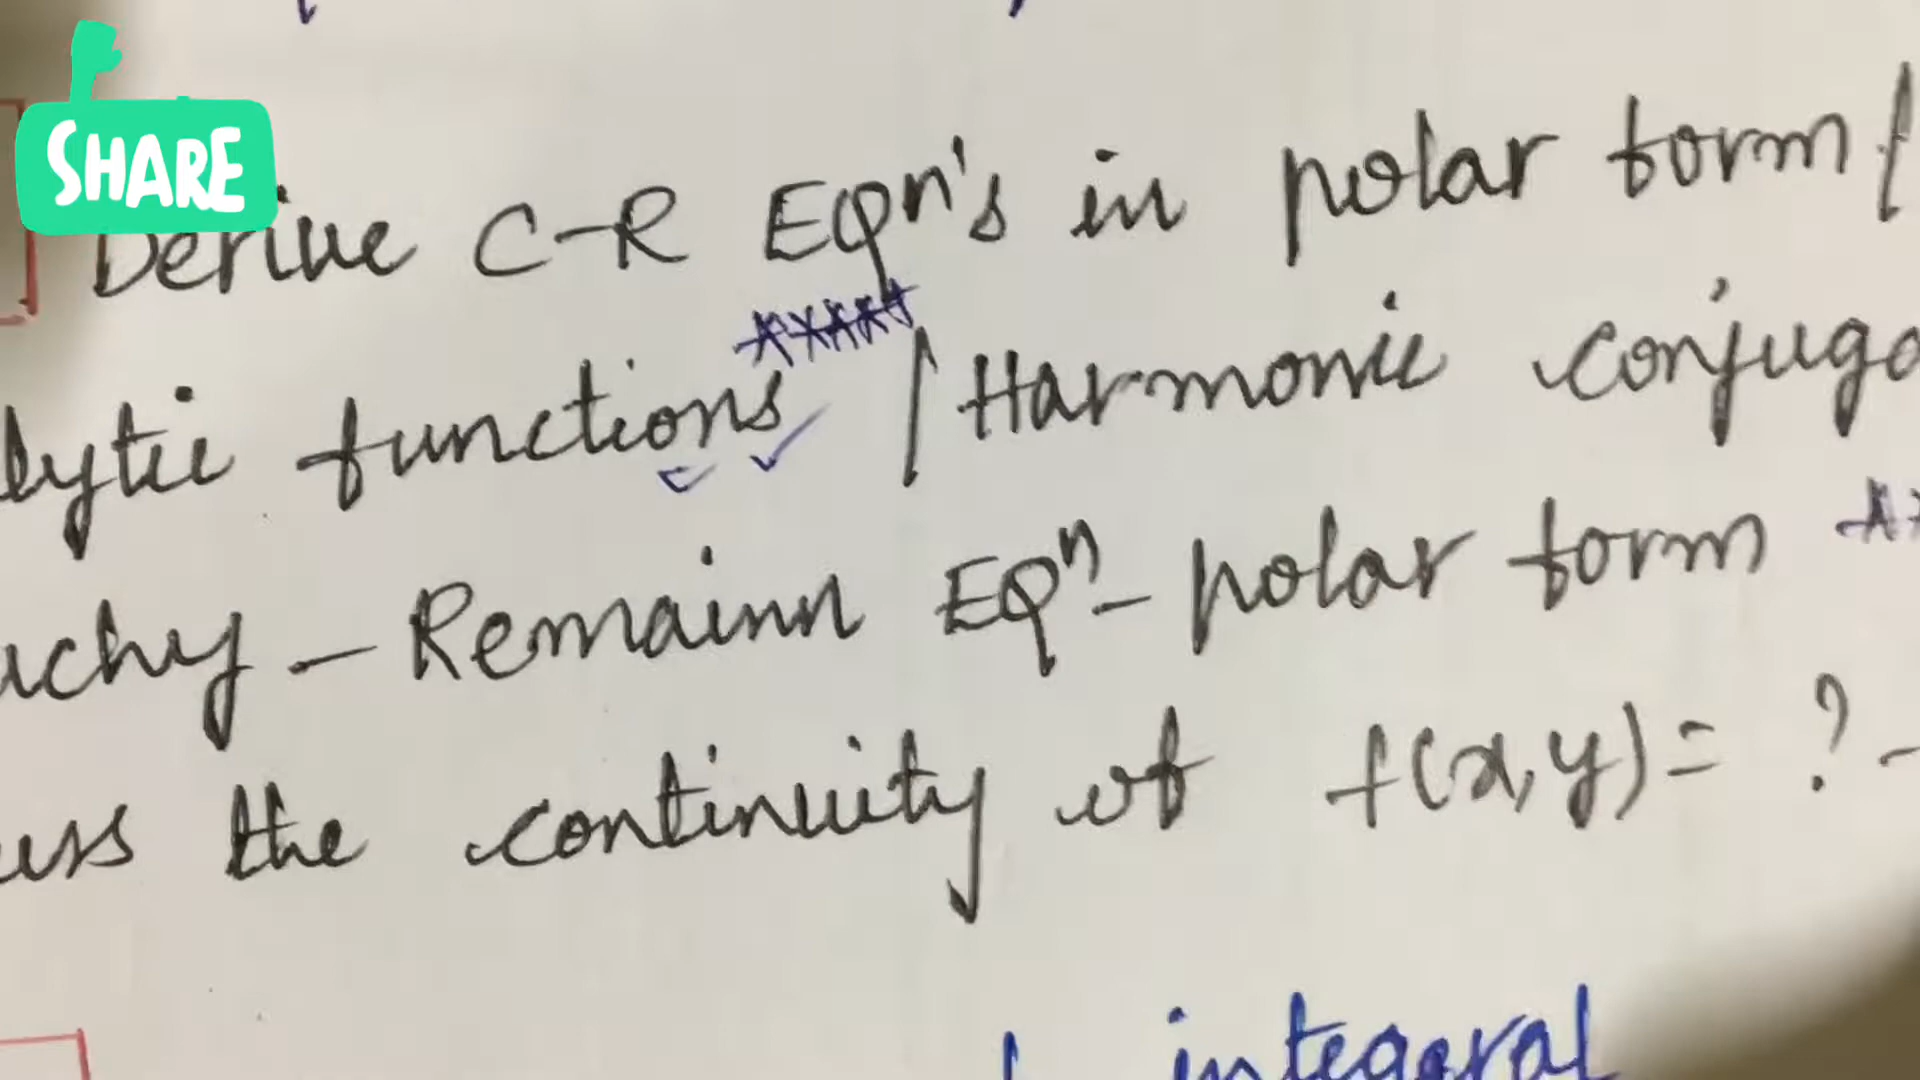 SHARE
Derive C-R EQn's in polar form /
lytic functions / Harmonic conjuga
uchy - Remainn EQn - polar form
uss the continuity of f(x,y) = ? -
integral